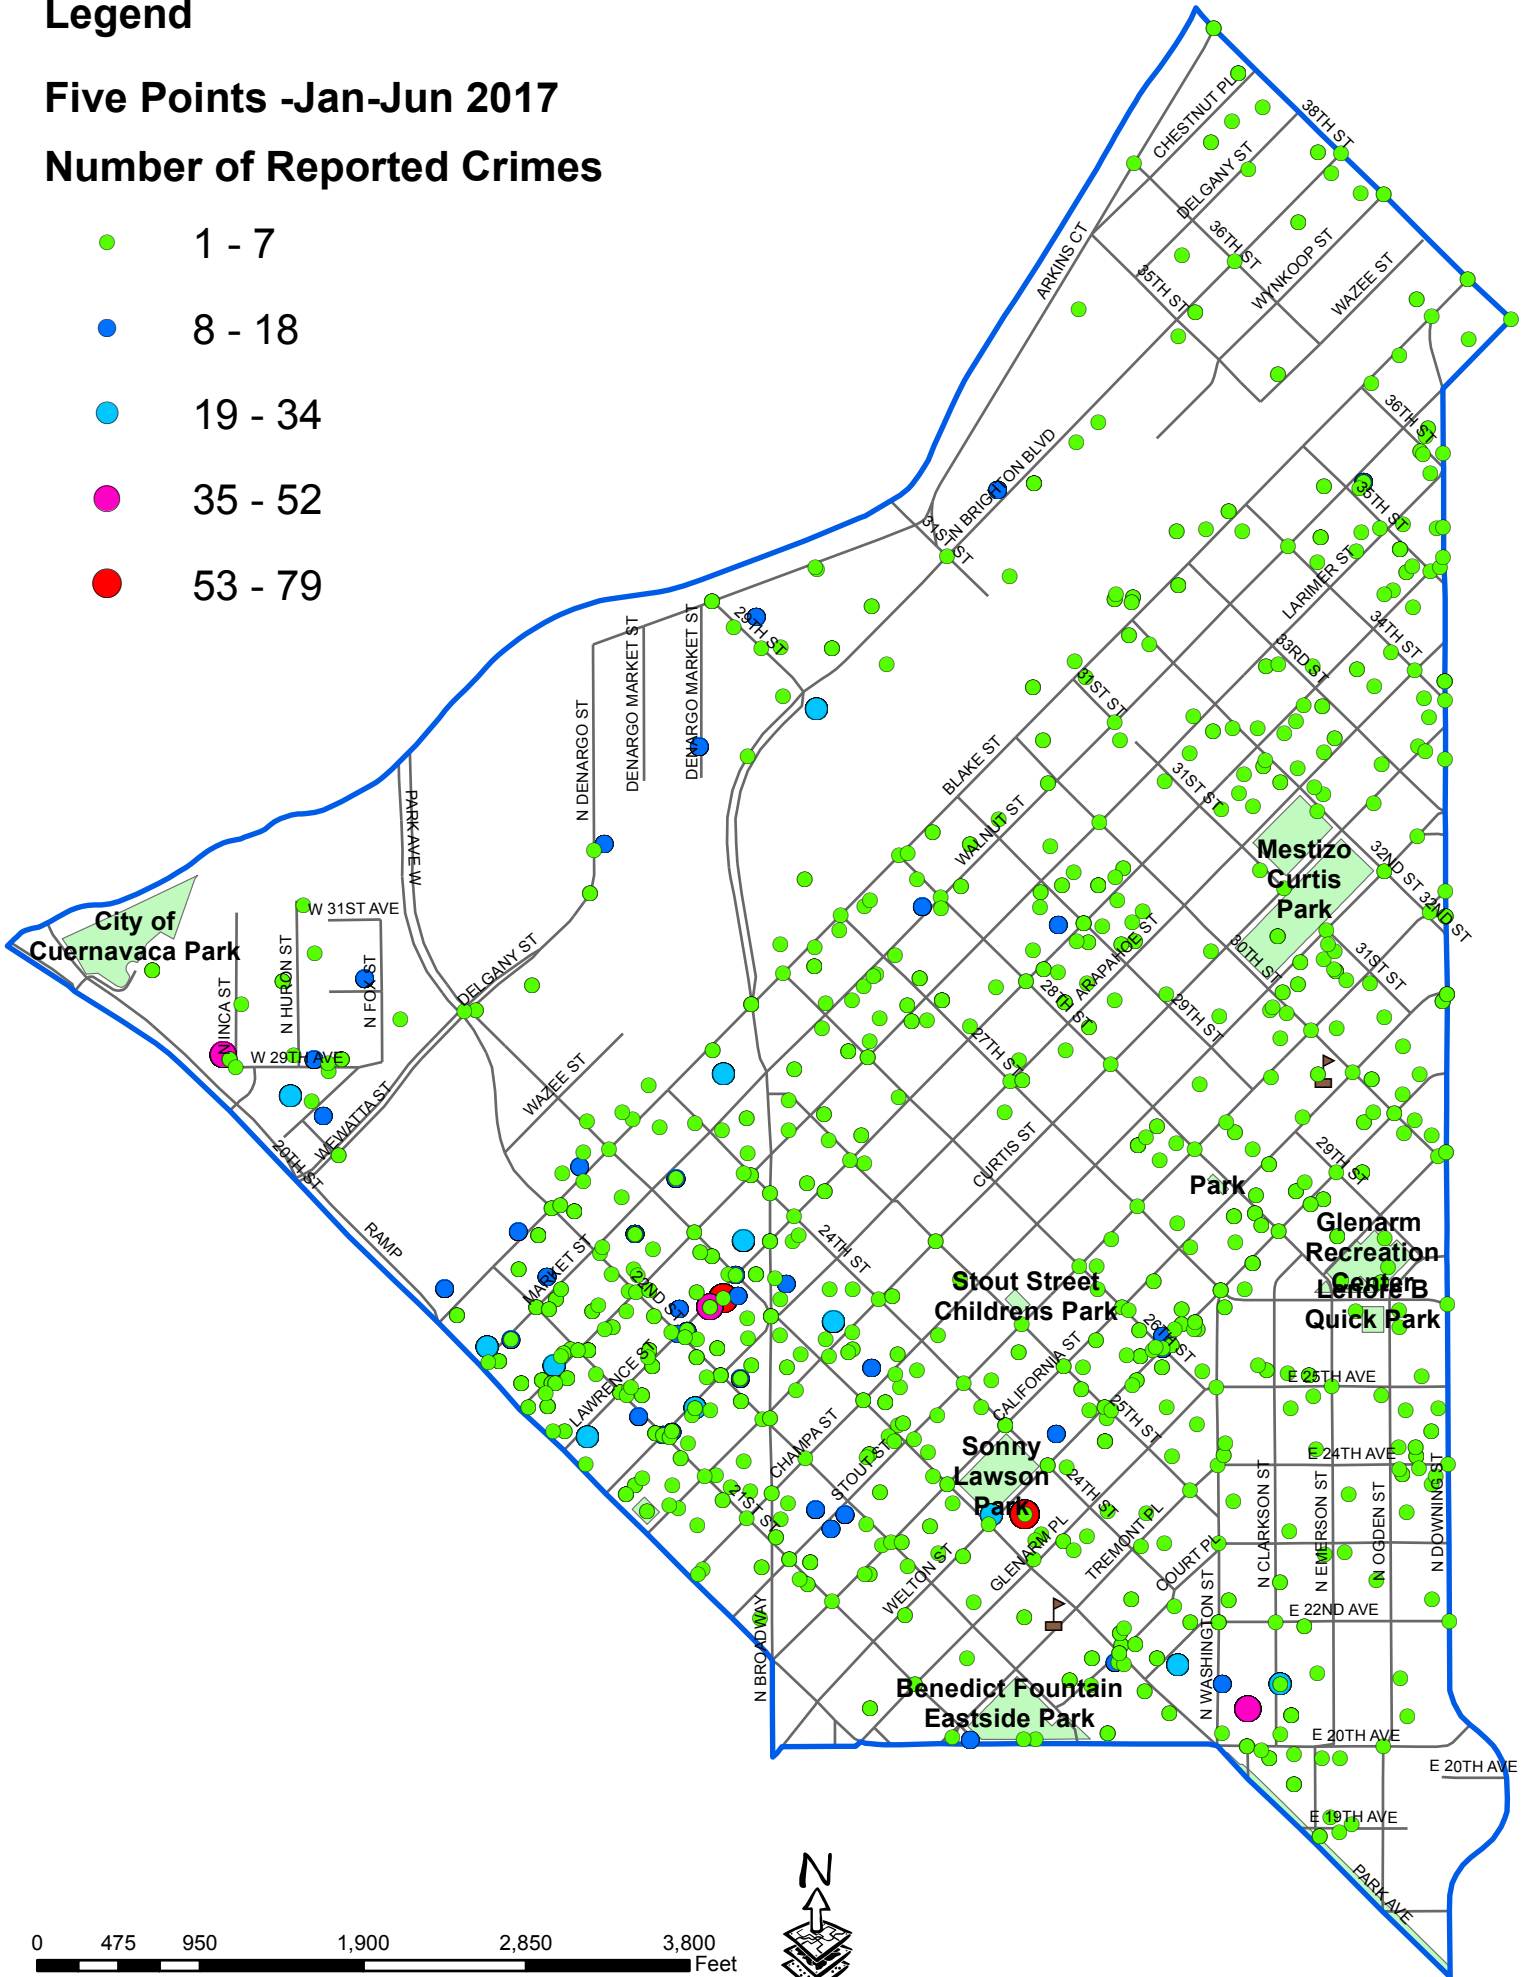 Legend
Five Points -Jan-Jun 2017
Number of Reported Crimes
1 - 7
8 - 18
19 - 34
35 - 52
53 - 79
CHESTNUT PL
38TH ST
DELGANY ST
36TH ST
WYNKOOP ST
WAZEE ST
ARKINS CT
35TH ST
N BRIGHTON BLVD
31ST ST
36TH ST
35TH ST
LARIMER ST
34TH ST
33RD ST
29TH ST
DENARGO MARKET ST
DENARGO MARKET ST
N DENARGO ST
31ST ST
BLAKE ST
31ST ST
WALNUT ST
PARK AVE W
Mestizo
Curtis
Park
32ND ST
32ND ST
City of
Cuernavaca Park
W 31ST AVE
N INCA ST
N HURON ST
N FOX ST
DELGANY ST
ARAPAHOE ST
30TH ST
31ST ST
28TH ST
29TH ST
27TH ST
W 29TH AVE
WAZEE ST
WEWATTA ST
20TH ST
CURTIS ST
29TH ST
Park
RAMP
24TH ST
Glenarm
Recreation
Center
Lenore B
Quick Park
MARKET ST
22ND ST
Stout Street
Childrens Park
26TH ST
CALIFORNIA ST
LAWRENCE ST
E 25TH AVE
25TH ST
CHAMPA ST
STOUT ST
Sonny
Lawson
Park
24TH ST
E 24TH AVE
21ST ST
N CLARKSON ST
N EMERSON ST
N OGDEN ST
N DOWNING ST
WELTON ST
GLENARM PL
TREMONT PL
COURT PL
N WASHINGTON ST
E 22ND AVE
N BROADWAY
Benedict Fountain
Eastside Park
E 20TH AVE
E 20TH AVE
E 19TH AVE
PARK AVE
N
0 475 950 1,900 2,850 3,800
Feet